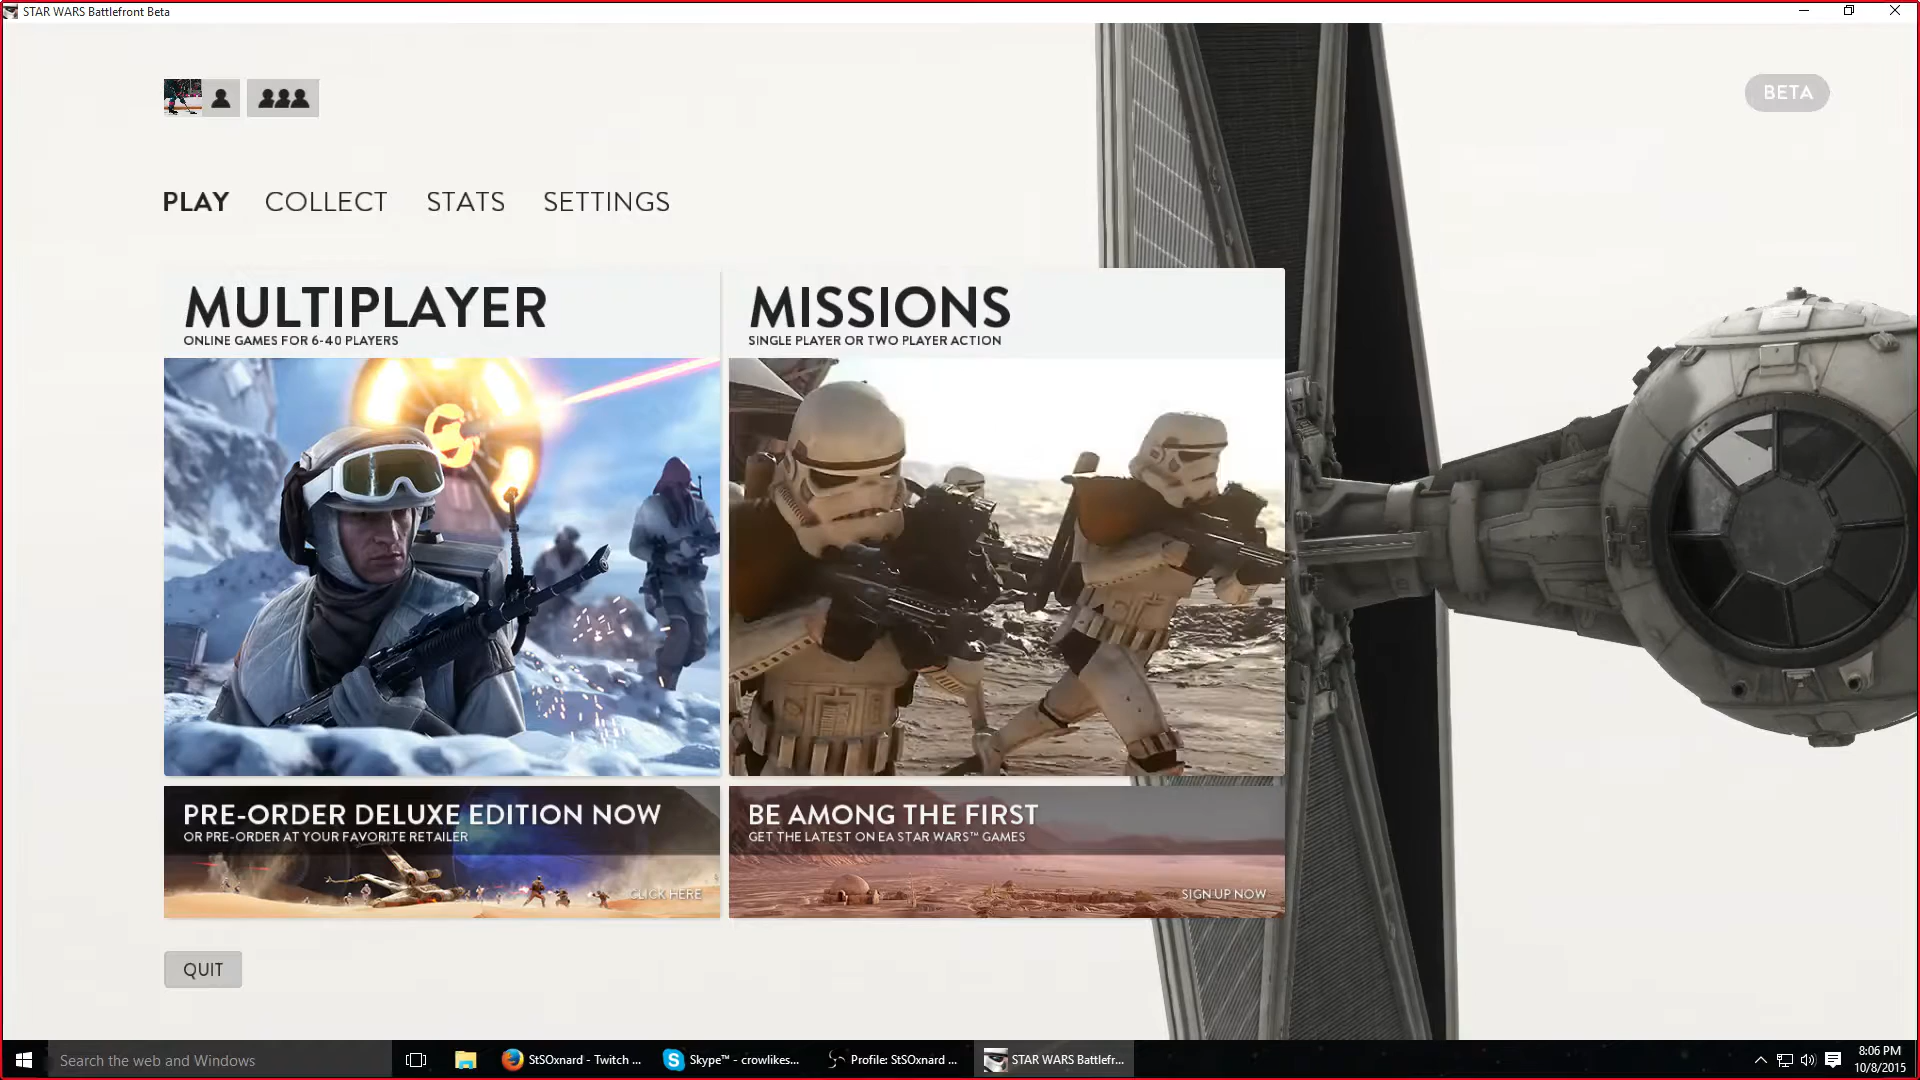 STAR WARS Battlefront Beta
BETA
PLAY COLLECT STATS SETTINGS
MULTIPLAYER
ONLINE GAMES FOR 6-40 PLAYERS
MISSIONS
SINGLE PLAYER OR TWO PLAYER ACTION
PRE-ORDER DELUXE EDITION NOW
OR PRE-ORDER AT YOUR FAVORITE RETAILER
CLICK HERE
BE AMONG THE FIRST
GET THE LATEST ON EA STAR WARS™ GAMES
SIGN UP NOW
QUIT
Search the web and Windows
StSOxnard - Twitch ...
Skype™ - crowlikes...
Profile: StSOxnard ...
STAR WARS Battlefr...
8:06 PM
10/8/2015